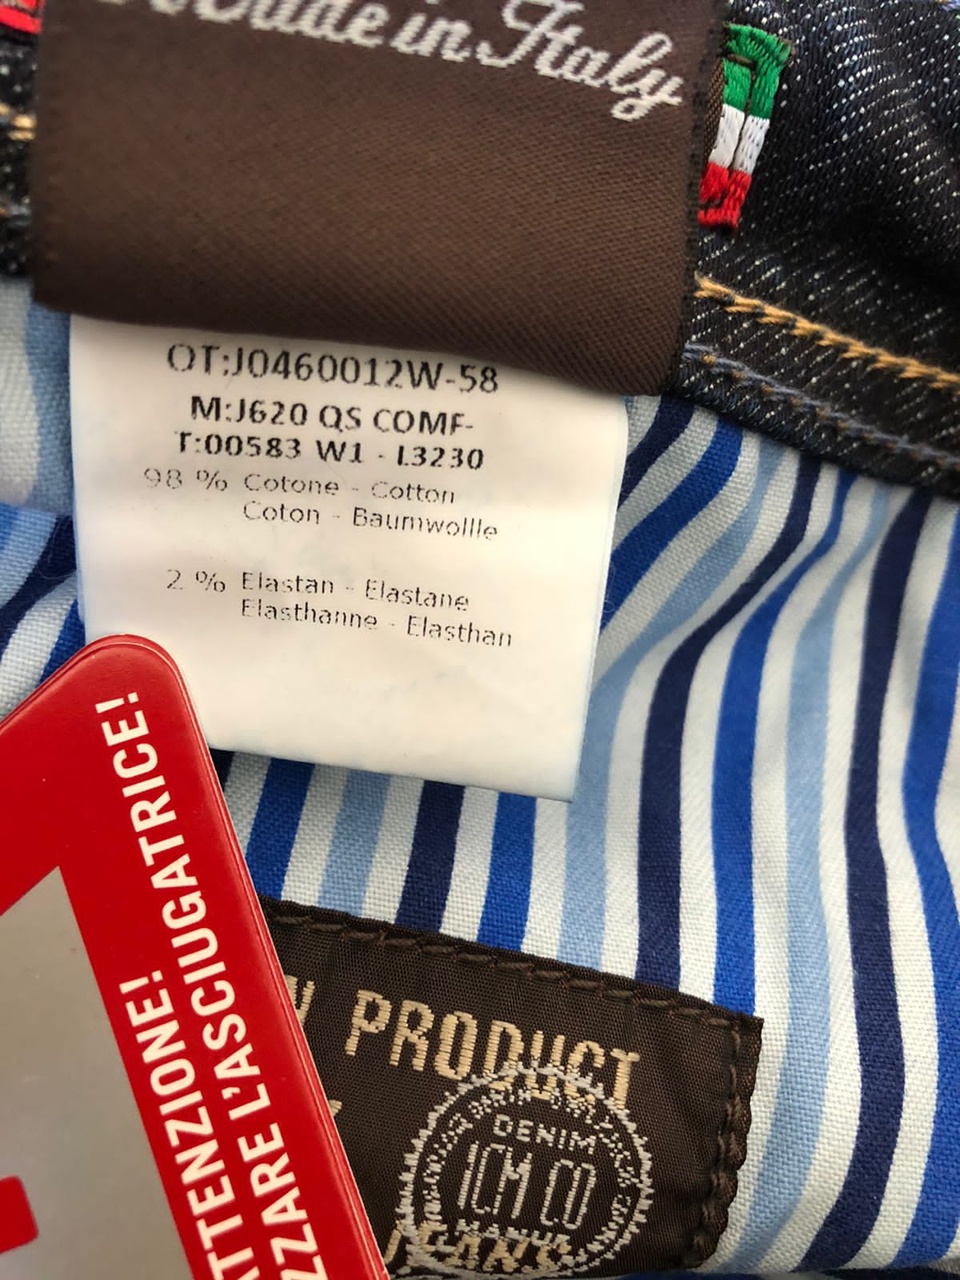 Made in Italy
OT:J0460012W-58
M:J620 QS COMF-
T:00583 W1 - L3230
98 % Cotone - Cotton
Coton - Baumwollle
2 % Elastan - Elastane
Elasthanne - Elasthan
ATTENZIONE!
ZZARE L'ASCIUGATRICE!
PRODUCT
DENIM
ICM CO